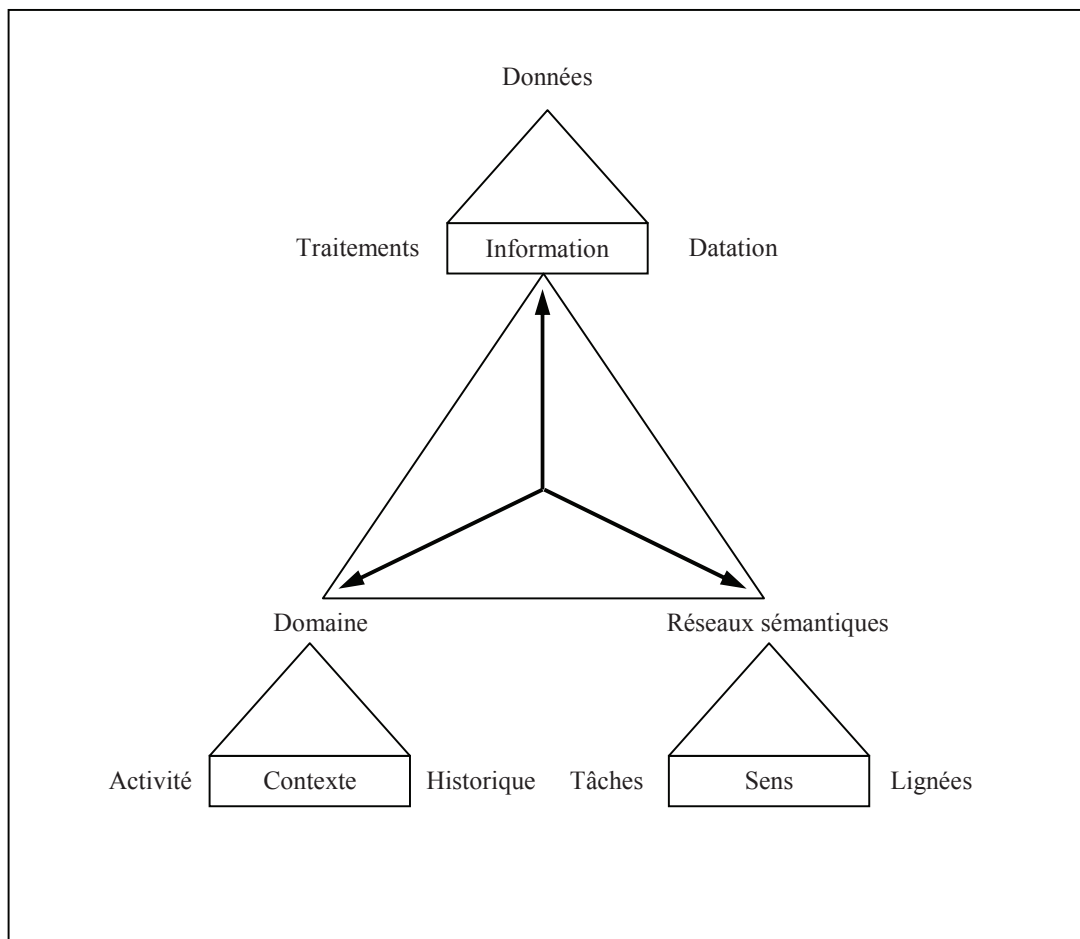 Données
Traitements Information Datation
Domaine Réseaux sémantiques
Activité Contexte Historique Tâches Sens Lignées